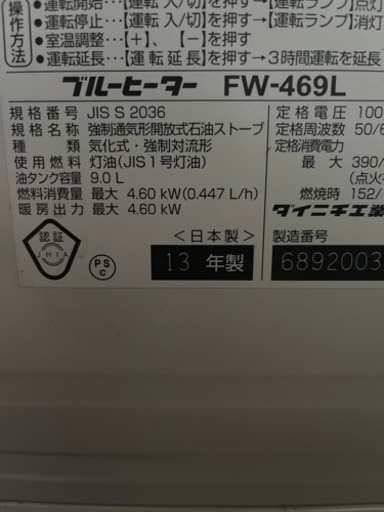 操作方法
●運転開始…【運転 入/切】を押す→【運転ランプ】点灯
●運転停止…【運転 入/切】を押す→【運転ランプ】消灯
●室温調整…【+】、【−】を押す
●運転延長…【運転延長】を押す→3時間運転を延長
ブルーヒーター FW-469L
規格番号 JIS S 2036
規格名称 強制通気形開放式石油ストーブ
種類 気化式・強制対流形
使用燃料 灯油(JIS1号灯油)
油タンク容量 9.0 L
燃料消費量 最大 4.60 kW(0.447 L/h)
暖房出力 最大 4.60 kW
定格電圧 100
定格周波数 50/6
定格消費電力
最大 390/
(点火
燃焼時 152/
ダイニチ工業
認証
JHIA
PS
C
<日本製>
13 年製
製造番号
6892003